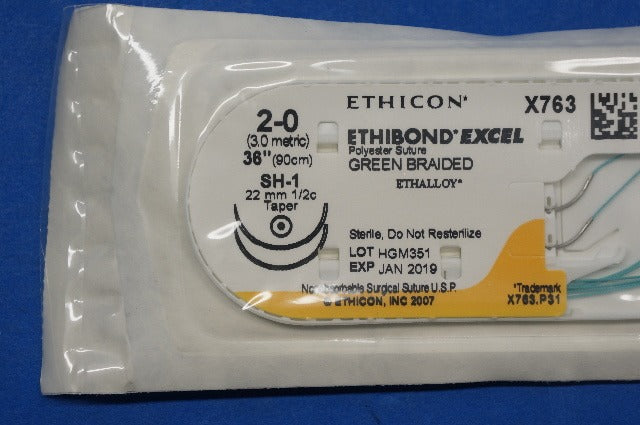 ETHICON* X763
2-0
(3.0 metric)
36" (90cm)
SH-1
22 mm 1/2c
Taper
ETHIBOND* EXCEL
Polyester Suture
GREEN BRAIDED
ETHALLOY*
Sterile, Do Not Resterilize
LOT HGM351
EXP JAN 2019
Nonabsorbable Surgical Suture U.S.P.
© ETHICON, INC 2007
*Trademark
X763.P31